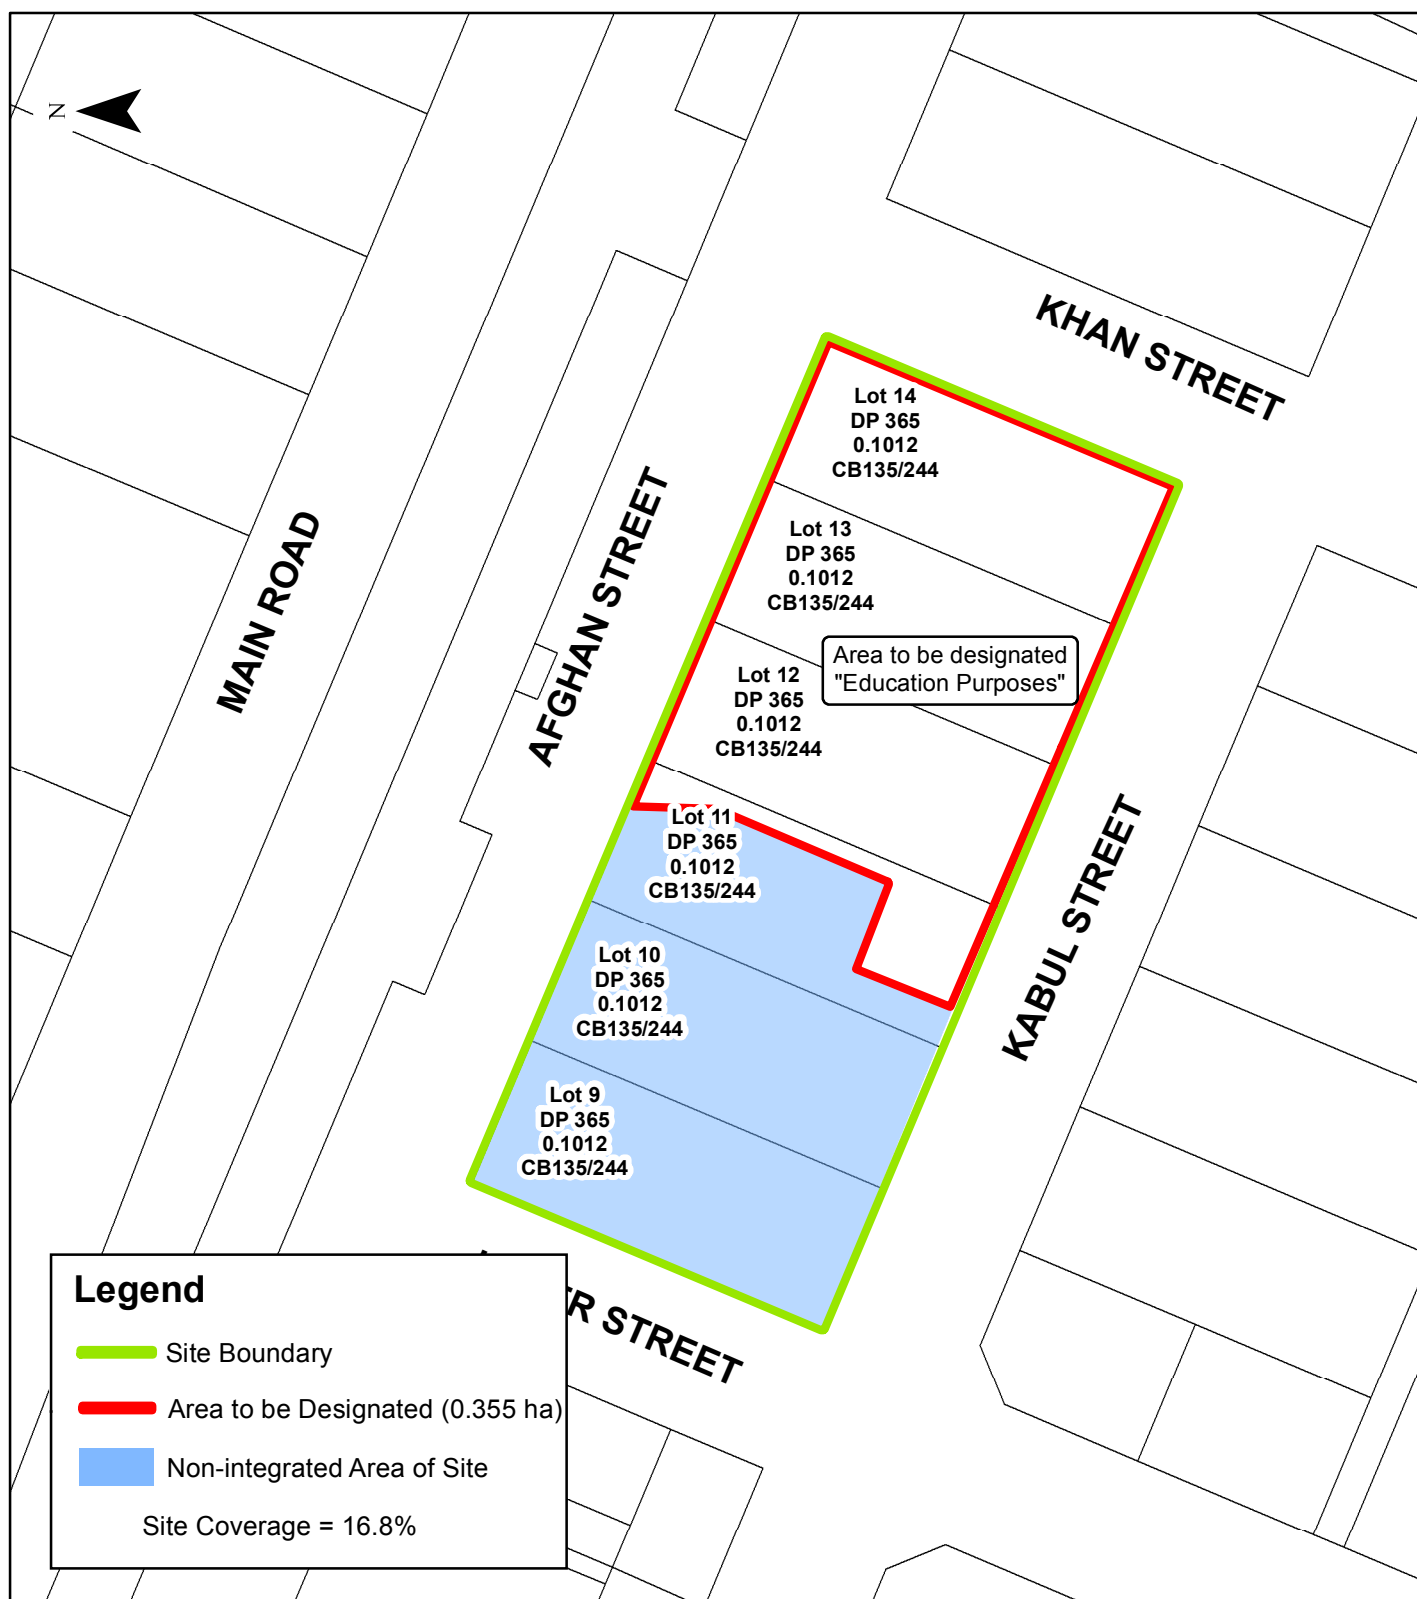 N
KHAN STREET
Lot 14
DP 365
0.1012
CB135/244
MAIN ROAD
AFGHAN STREET
Lot 13
DP 365
0.1012
CB135/244
Area to be designated
"Education Purposes"
Lot 12
DP 365
0.1012
CB135/244
Lot 11
DP 365
0.1012
CB135/244
KABUL STREET
Lot 10
DP 365
0.1012
CB135/244
Lot 9
DP 365
0.1012
CB135/244
STREET
Legend
Site Boundary
Area to be Designated (0.355 ha)
Non-integrated Area of Site
Site Coverage = 16.8%